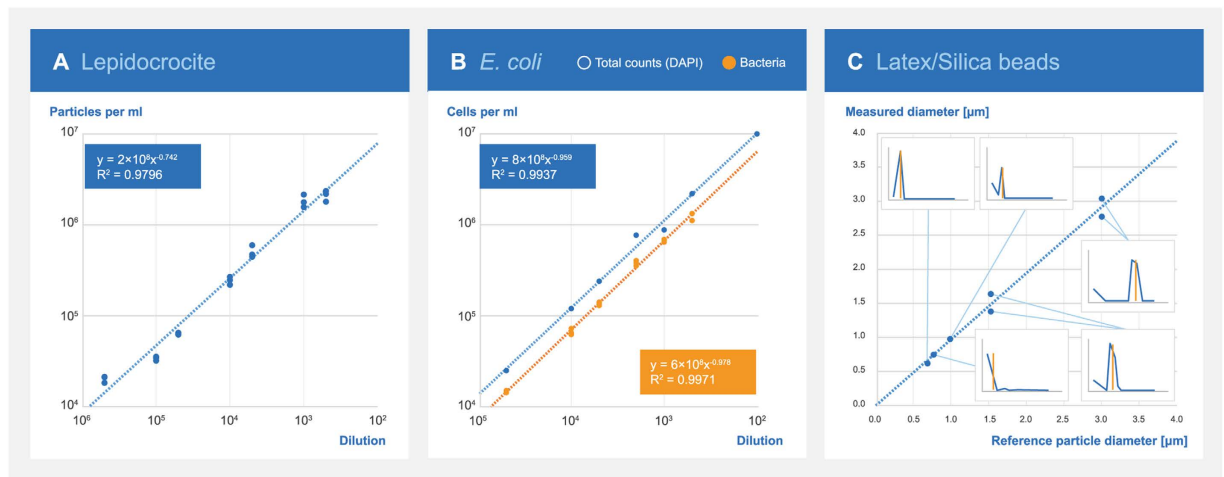 A Lepidocrocite
Particles per ml
10⁷
y = 2×10⁸x⁻⁰·⁷⁴²
R² = 0.9796
10⁶
10⁵
10⁴
10⁶ 10⁵ 10⁴ 10³ 10²
Dilution
B E. coli Total counts (DAPI) Bacteria
Cells per ml
10⁷
y = 8×10⁸x⁻⁰·⁹⁵⁹
R² = 0.9937
10⁶
10⁵
y = 6×10⁸x⁻⁰·⁹⁷⁸
R² = 0.9971
10⁴
10⁵ 10⁴ 10³ 10²
Dilution
C Latex/Silica beads
Measured diameter [µm]
4.0
3.5
3.0
2.5
2.0
1.5
1.0
0.5
0.0
0.0 0.5 1.0 1.5 2.0 2.5 3.0 3.5 4.0
Reference particle diameter [µm]